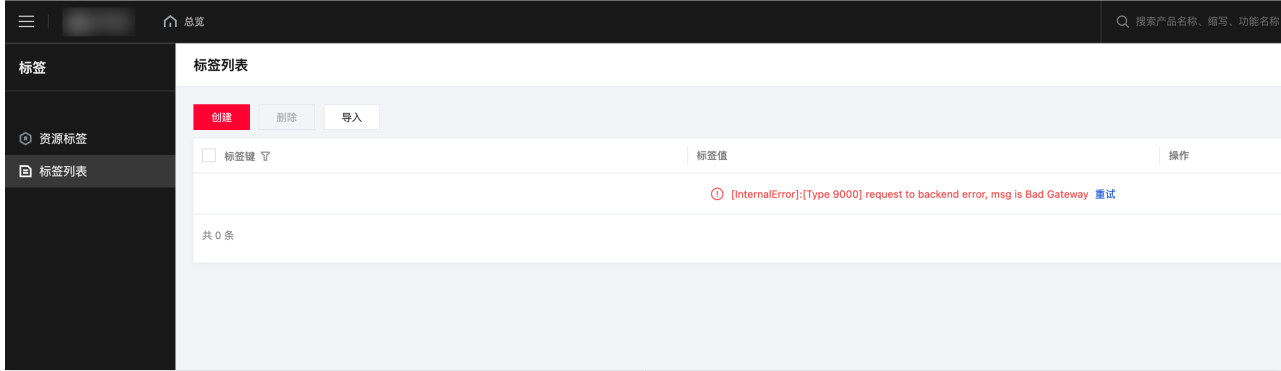 总览
搜索产品名称、缩写、功能名称
标签
标签列表
创建 删除 导入
资源标签
标签键 标签值 操作
标签列表
[InternalError]:[Type 9000] request to backend error, msg is Bad Gateway 重试
共 0 条